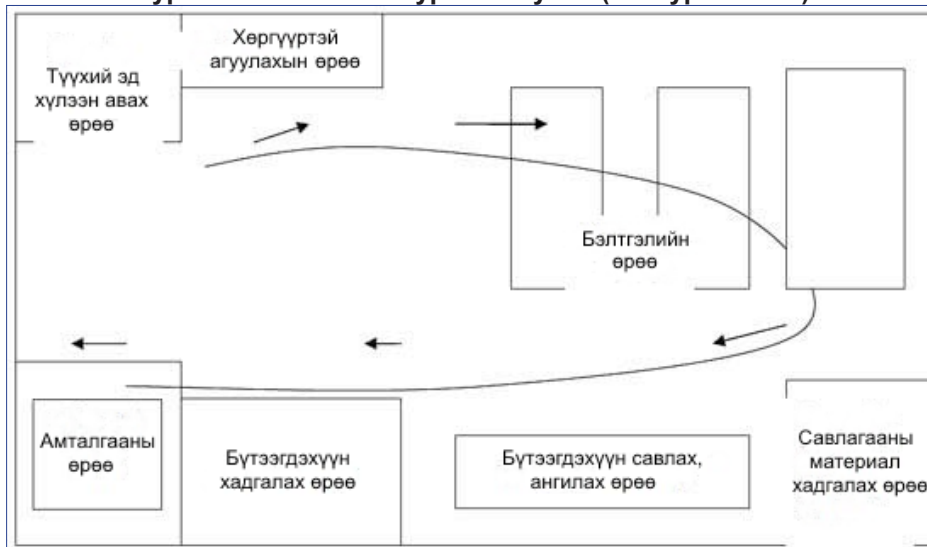 Хөргүүртэй
агуулахын өрөө
Түүхий эд
хүлээн авах
өрөө
Бэлтгэлийн
өрөө
Амталгааны
өрөө
Бүтээгдэхүүн
хадгалах өрөө
Бүтээгдэхүүн савлах,
ангилах өрөө
Савлагааны
материал
хадгалах өрөө